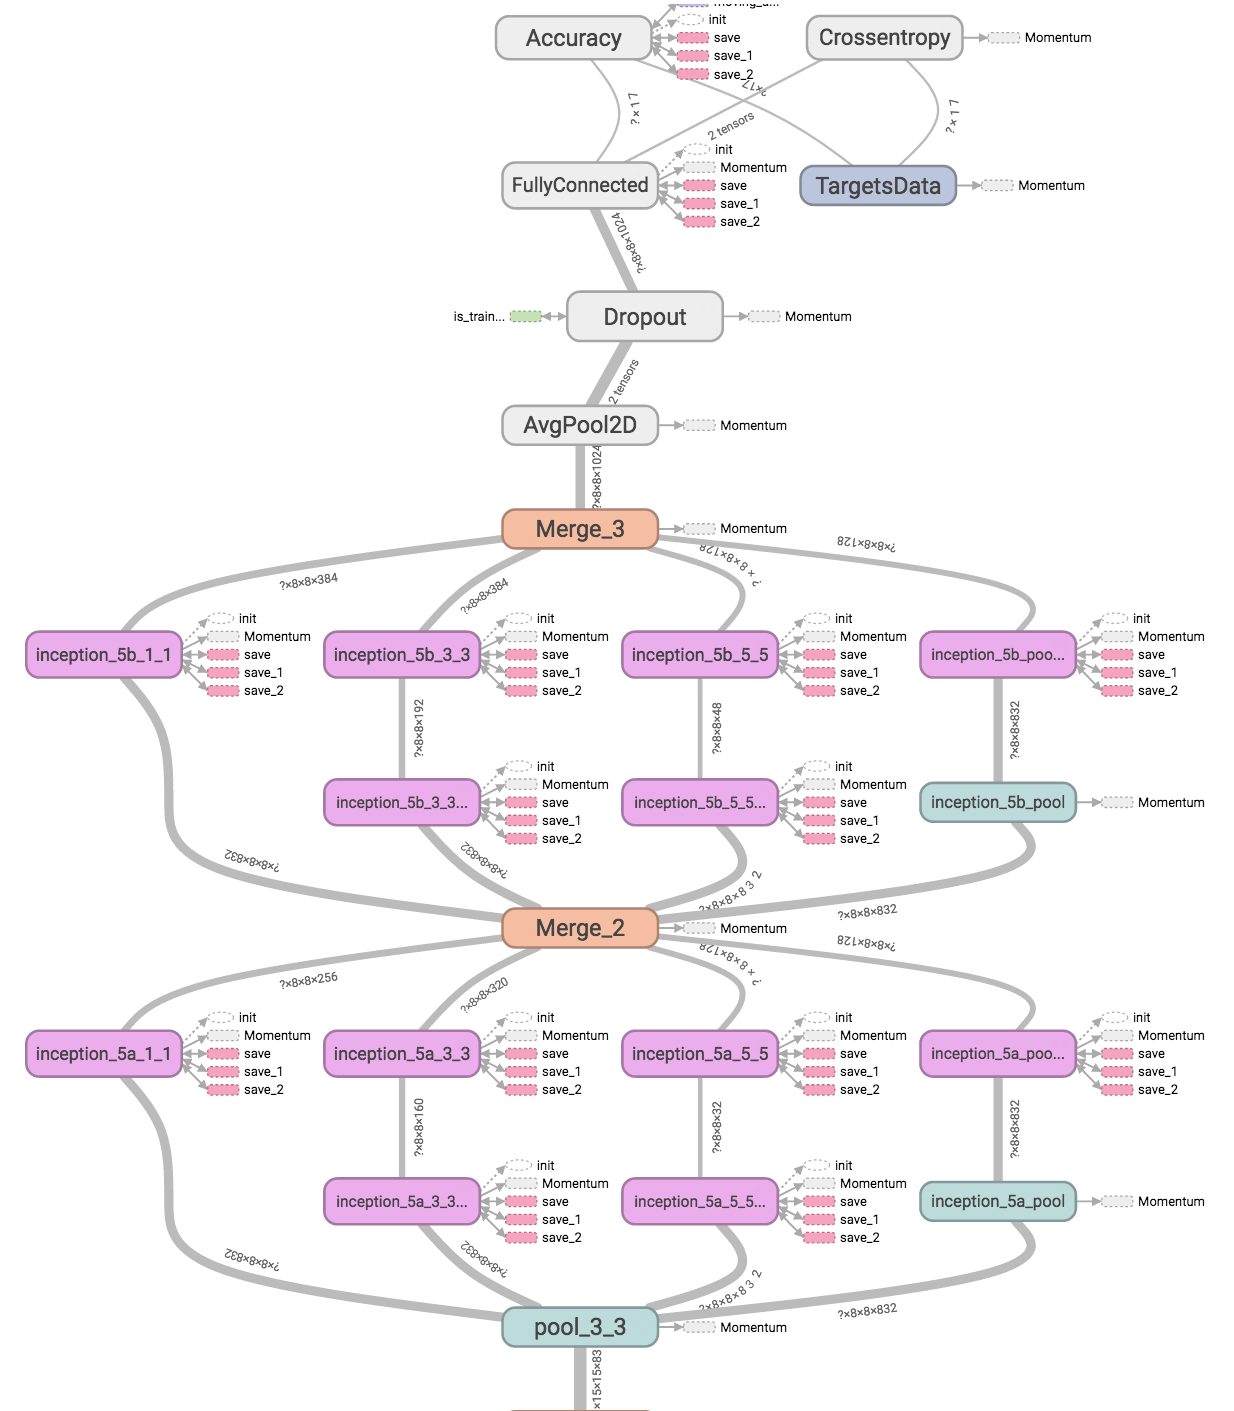 moving_a...
Accuracy
init
save
save_1
save_2
Crossentropy
Momentum
?×17
?×17
?×17
2 tensors
FullyConnected
init
Momentum
save
save_1
save_2
TargetsData
Momentum
?×8×8×1024
is_train...
Dropout
Momentum
2 tensors
AvgPool2D
Momentum
?×8×8×1024
Merge_3
Momentum
?×8×8×384
?×8×8×384
?×8×8×128
?×8×8×128
inception_5b_1_1
init
Momentum
save
save_1
save_2
inception_5b_3_3
init
Momentum
save
save_1
save_2
inception_5b_5_5
init
Momentum
save
save_1
save_2
inception_5b_poo...
init
Momentum
save
save_1
save_2
?×8×8×192
?×8×8×48
?×8×8×832
inception_5b_3_3...
init
Momentum
save
save_1
save_2
inception_5b_5_5...
init
Momentum
save
save_1
save_2
inception_5b_pool
Momentum
?×8×8×832
?×8×8×832
?×8×8×832
?×8×8×832
Merge_2
Momentum
?×8×8×256
?×8×8×320
?×8×8×128
?×8×8×128
inception_5a_1_1
init
Momentum
save
save_1
save_2
inception_5a_3_3
init
Momentum
save
save_1
save_2
inception_5a_5_5
init
Momentum
save
save_1
save_2
inception_5a_poo...
init
Momentum
save
save_1
save_2
?×8×8×160
?×8×8×32
?×8×8×832
inception_5a_3_3...
init
Momentum
save
save_1
save_2
inception_5a_5_5...
init
Momentum
save
save_1
save_2
inception_5a_pool
Momentum
?×8×8×832
?×8×8×832
?×8×8×832
?×8×8×832
pool_3_3
Momentum
×15×15×83